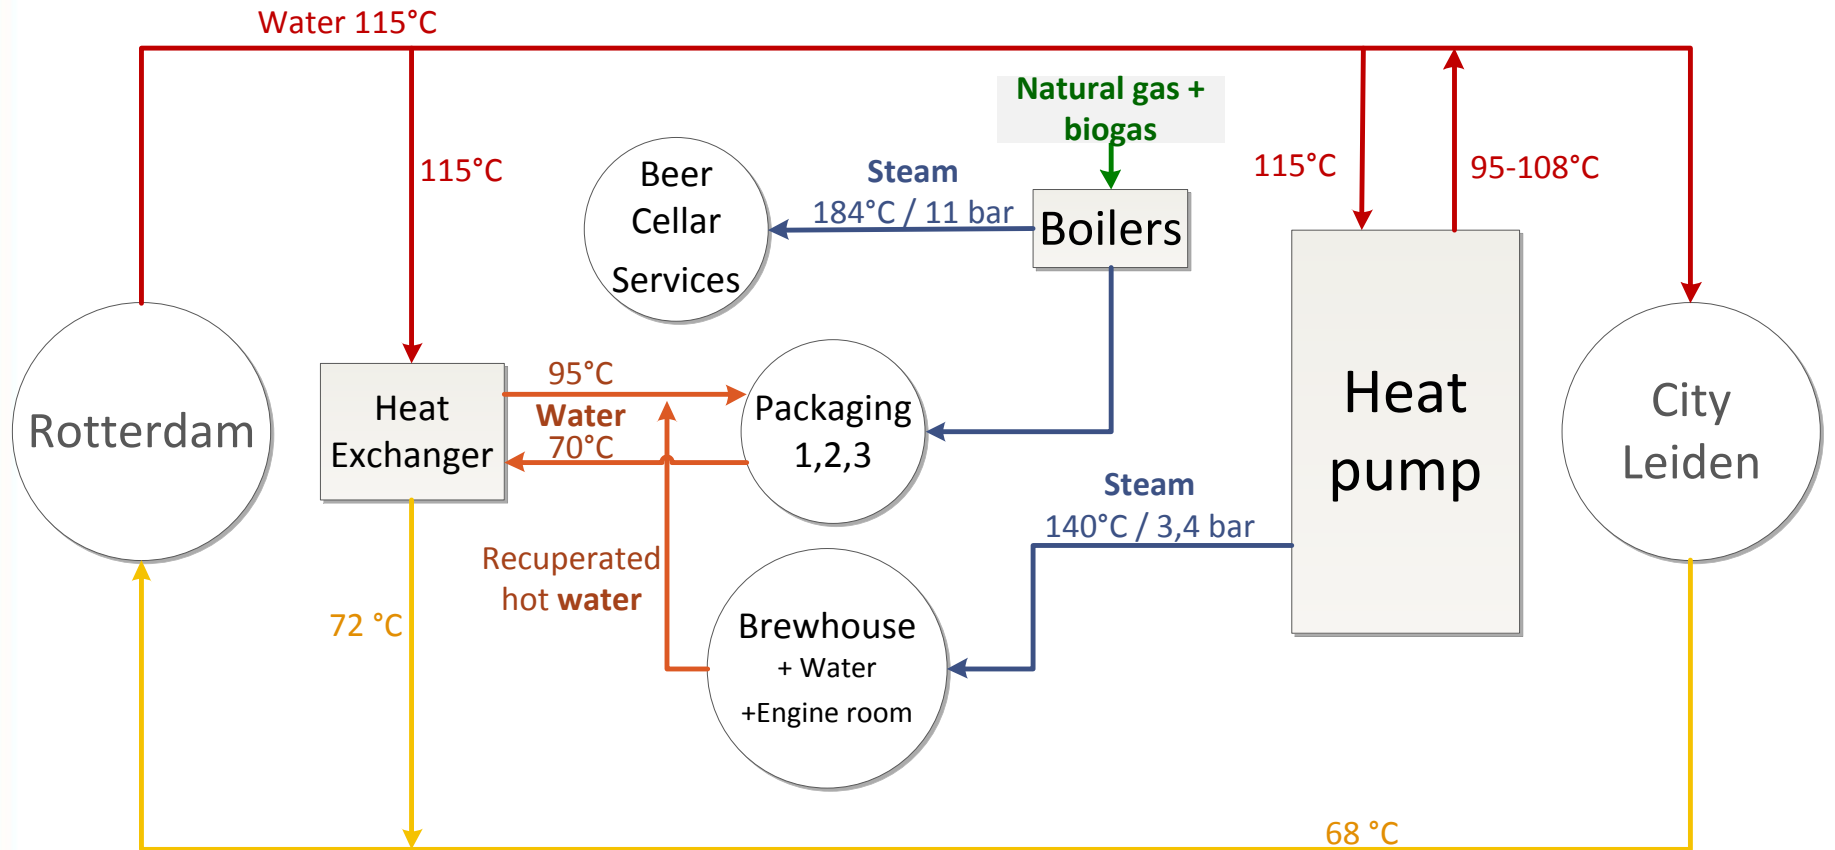 Water 115°C
Natural gas +
biogas
115°C
Beer
Cellar
Services
Steam
184°C / 11 bar
Boilers
115°C
95-108°C
Rotterdam
Heat
Exchanger
95°C
Water
70°C
Packaging
1,2,3
Heat
pump
City
Leiden
Steam
140°C / 3,4 bar
Recuperated
hot water
72 °C
Brewhouse
+ Water
+Engine room
68 °C